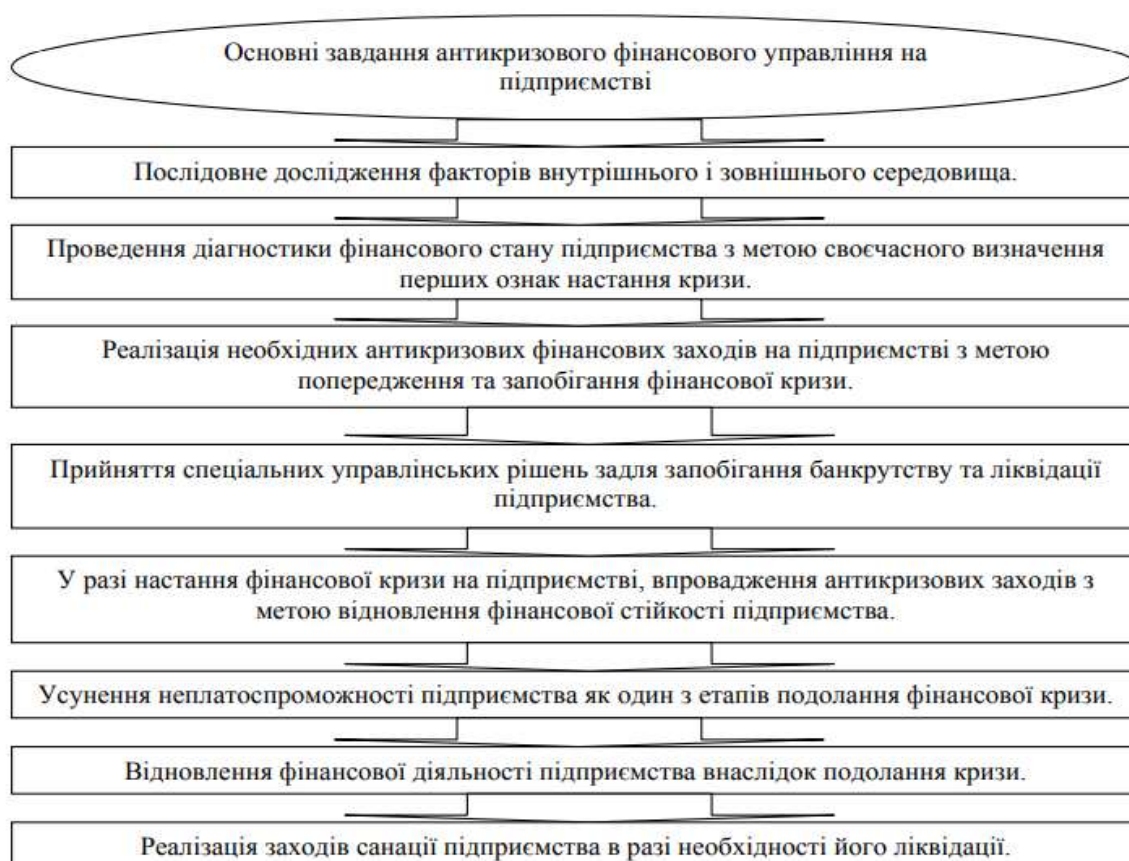 Основні завдання антикризового фінансового управління на
підприємстві
Послідовне дослідження факторів внутрішнього і зовнішнього середовища.
Проведення діагностики фінансового стану підприємства з метою своєчасного визначення
перших ознак настання кризи.
Реалізація необхідних антикризових фінансових заходів на підприємстві з метою
попередження та запобігання фінансової кризи.
Прийняття спеціальних управлінських рішень задля запобігання банкрутству та ліквідації
підприємства.
У разі настання фінансової кризи на підприємстві, впровадження антикризових заходів з
метою відновлення фінансової стійкості підприємства.
Усунення неплатоспроможності підприємства як один з етапів подолання фінансової кризи.
Відновлення фінансової діяльності підприємства внаслідок подолання кризи.
Реалізація заходів санації підприємства в разі необхідності його ліквідації.